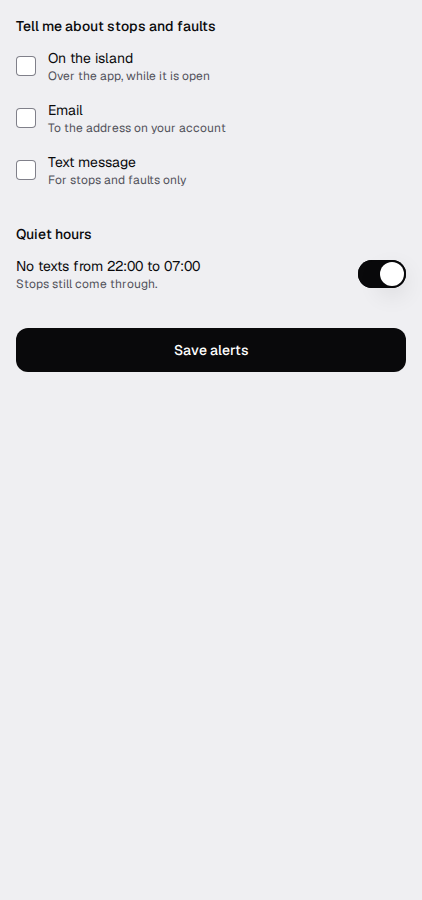 Tell me about stops and faults
On the island
Over the app, while it is open
Email
To the address on your account
Text message
For stops and faults only
Quiet hours
No texts from 22:00 to 07:00
Stops still come through.
Save alerts